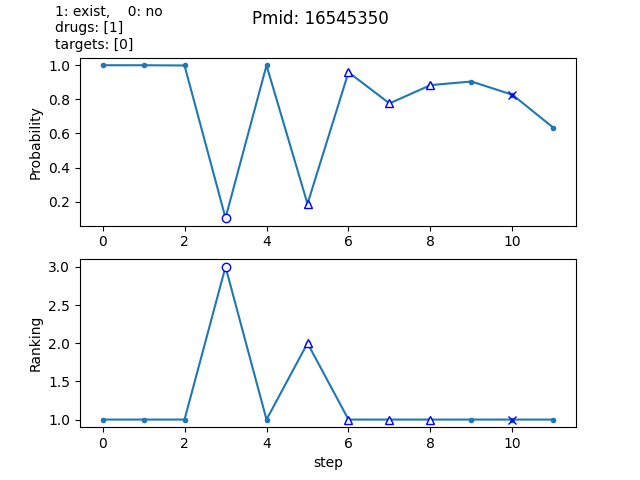 1: exist,    0: no
Pmid: 16545350
drugs: [1]
targets: [0]
1.0
0.8
0.6
0.4
0.2
Probability
0 2 4 6 8 10
3.0
2.5
2.0
1.5
1.0
Ranking
0 2 4 6 8 10
step